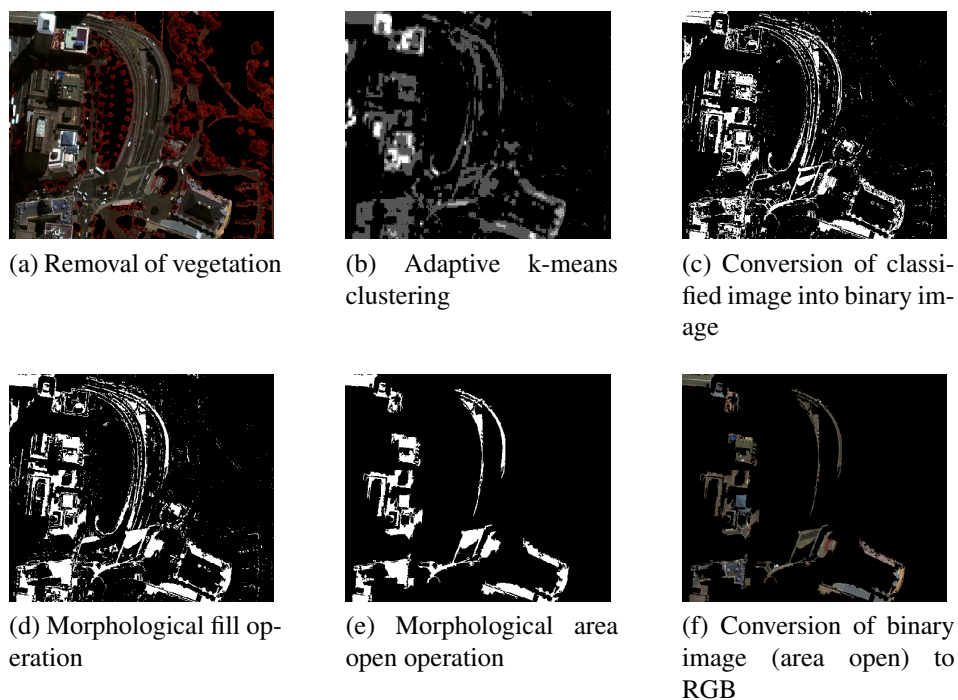 (a) Removal of vegetation
(b) Adaptive k-means
clustering
(c) Conversion of classi-
fied image into binary im-
age
(d) Morphological fill op-
eration
(e) Morphological area
open operation
(f) Conversion of binary
image (area open) to
RGB